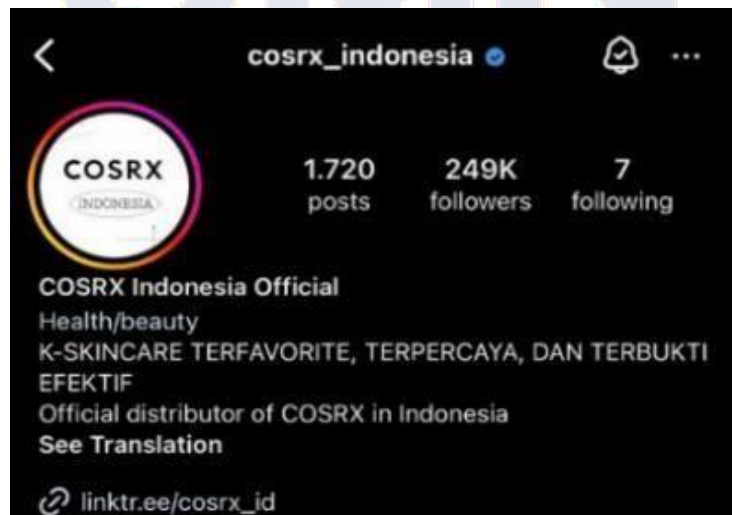 cosrx_indonesia
COSRX
INDONESIA
1.720 249K 7
posts followers following
COSRX Indonesia Official
Health/beauty
K-SKINCARE TERFAVORITE, TERPERCAYA, DAN TERBUKTI
EFEKTIF
Official distributor of COSRX in Indonesia
See Translation
linktr.ee/cosrx_id